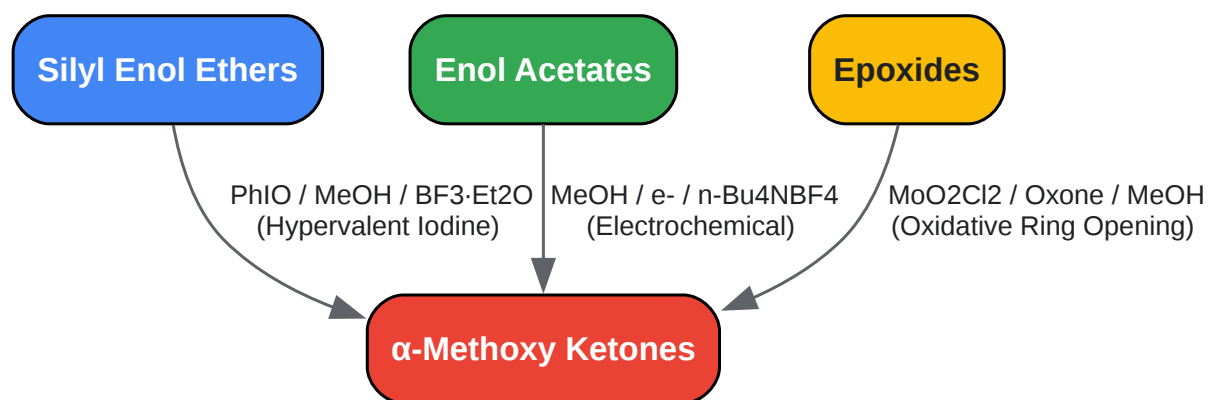 Silyl Enol Ethers
Enol Acetates
Epoxides
PhIO / MeOH / BF3·Et2O
(Hypervalent Iodine)
MeOH / e- / n-Bu4NBF4
(Electrochemical)
MoO2Cl2 / Oxone / MeOH
(Oxidative Ring Opening)
α-Methoxy Ketones